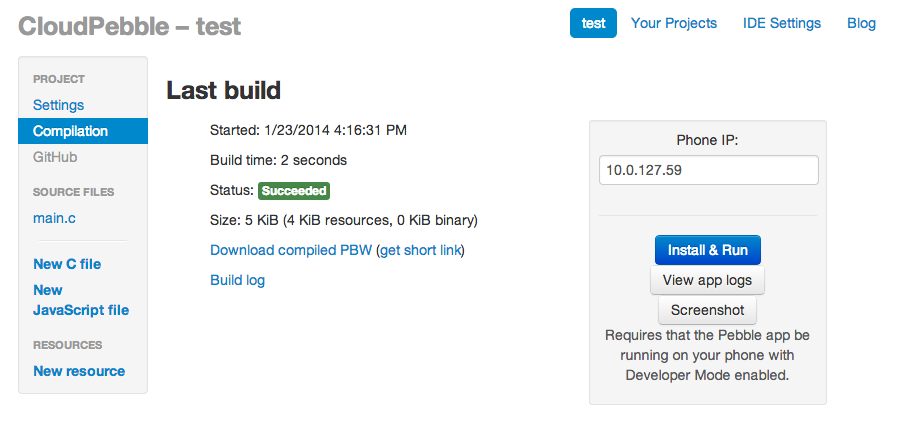 CloudPebble – test
test Your Projects IDE Settings Blog
PROJECT
Settings
Compilation
GitHub
SOURCE FILES
main.c
New C file
New
JavaScript file
RESOURCES
New resource
Last build
Started: 1/23/2014 4:16:31 PM
Build time: 2 seconds
Status: Succeeded
Size: 5 KiB (4 KiB resources, 0 KiB binary)
Download compiled PBW (get short link)
Build log
Phone IP:
10.0.127.59
Install & Run
View app logs
Screenshot
Requires that the Pebble app be
running on your phone with
Developer Mode enabled.